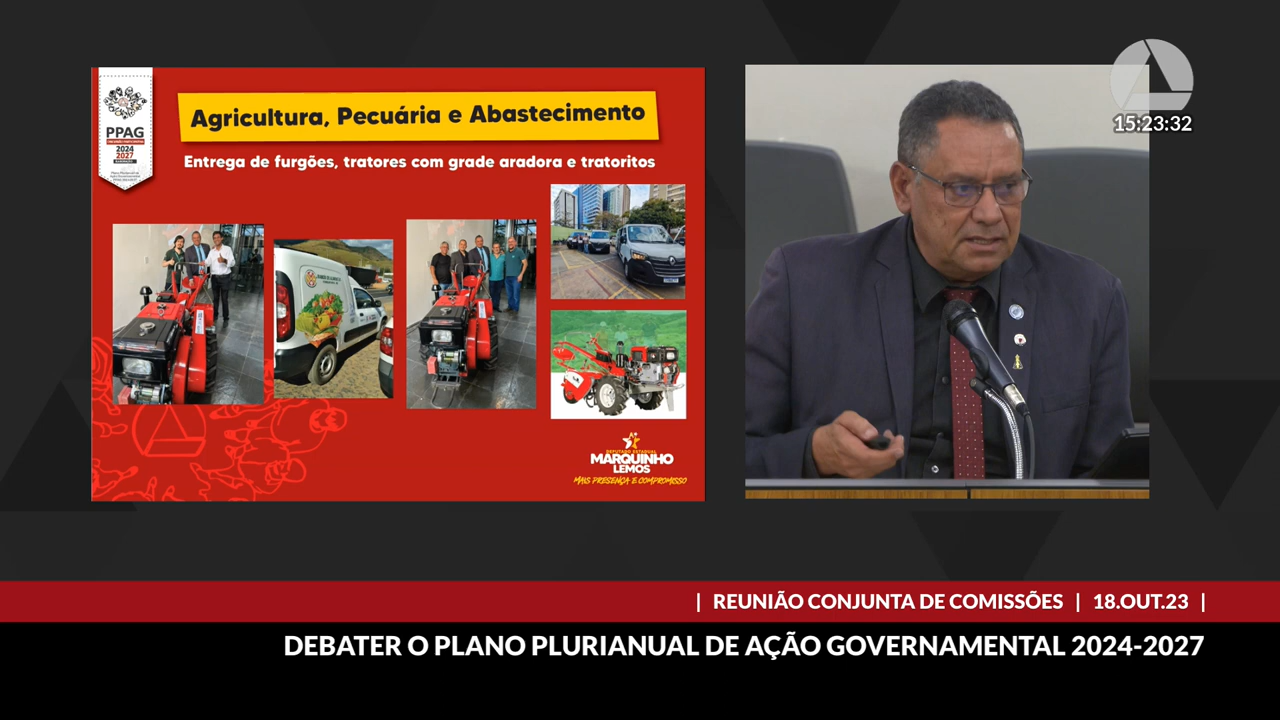 PPAG
2024
2027
Agricultura, Pecuária e Abastecimento
Entrega de furgões, tratores com grade aradora e tratoritos
DEPUTADO ESTADUAL
MARQUINHO
LEMOS
MAIS PRESENÇA E COMPROMISSO
15:23:32
| REUNIÃO CONJUNTA DE COMISSÕES | 18.OUT.23 |
DEBATER O PLANO PLURIANUAL DE AÇÃO GOVERNAMENTAL 2024-2027